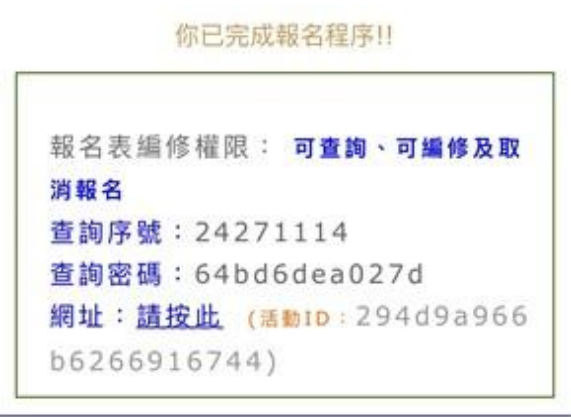 你已完成報名程序!!
報名表編修權限： 可查詢、可編修及取
消報名
查詢序號：24271114
查詢密碼：64bd6dea027d
網址：請按此 (活動ID：294d9a966
b6266916744)